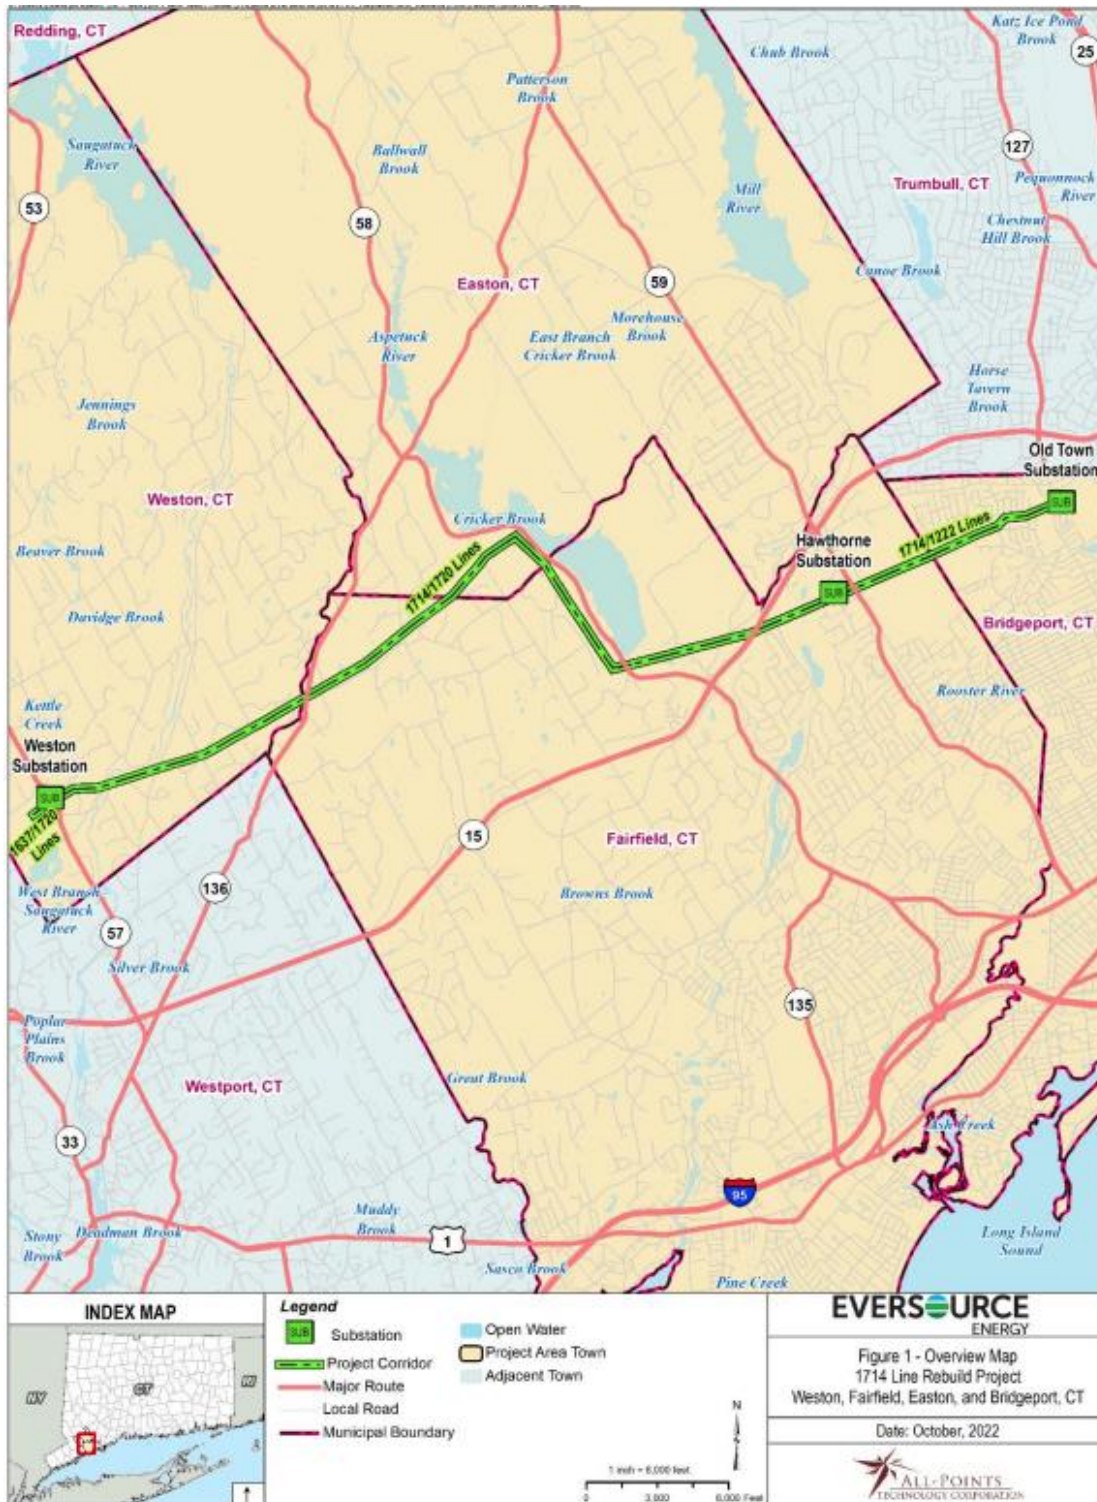 Redding, CT
Katz Ice Pond
Brook
Chub Brook
25
Patterson
Brook
Saugatuck
River
Ballwall
Brook
127
Trumbull, CT
Pequonnock
River
Mill
River
53
58
Chestnut
Hill Brook
Canoe Brook
Easton, CT
59
Morehouse
Brook
Aspetuck
River
East Branch
Cricker Brook
Horse
Tavern
Brook
Jennings
Brook
Old Town
Substation
SUB
Weston, CT
Cricker Brook
Hawthorne
Substation
SUB
1714/1222 Lines
Beaver Brook
1714/1720 Lines
Davidge Brook
Bridgeport, CT
Rooster River
Kettle
Creek
Weston
Substation
SUB
1637/1720
Lines
15
Fairfield, CT
136
West Branch
Saugatuck
River
Browns Brook
57
Silver Brook
135
Poplar
Plains
Brook
Westport, CT
Great Brook
Ash Creek
33
95
Muddy
Brook
Stony
Brook
Deadman Brook
1
Long Island
Sound
Sasco Brook
Pine Creek
INDEX MAP
NY
CT
RI
Legend
SUB
Substation
Project Corridor
Major Route
Local Road
Municipal Boundary
Open Water
Project Area Town
Adjacent Town
N
1 inch = 6,000 feet
0 3,000 6,000 Feet
EVERSOURCE
ENERGY
Figure 1 - Overview Map
1714 Line Rebuild Project
Weston, Fairfield, Easton, and Bridgeport, CT
Date: October, 2022
ALL-POINTS
TECHNOLOGY CORPORATION